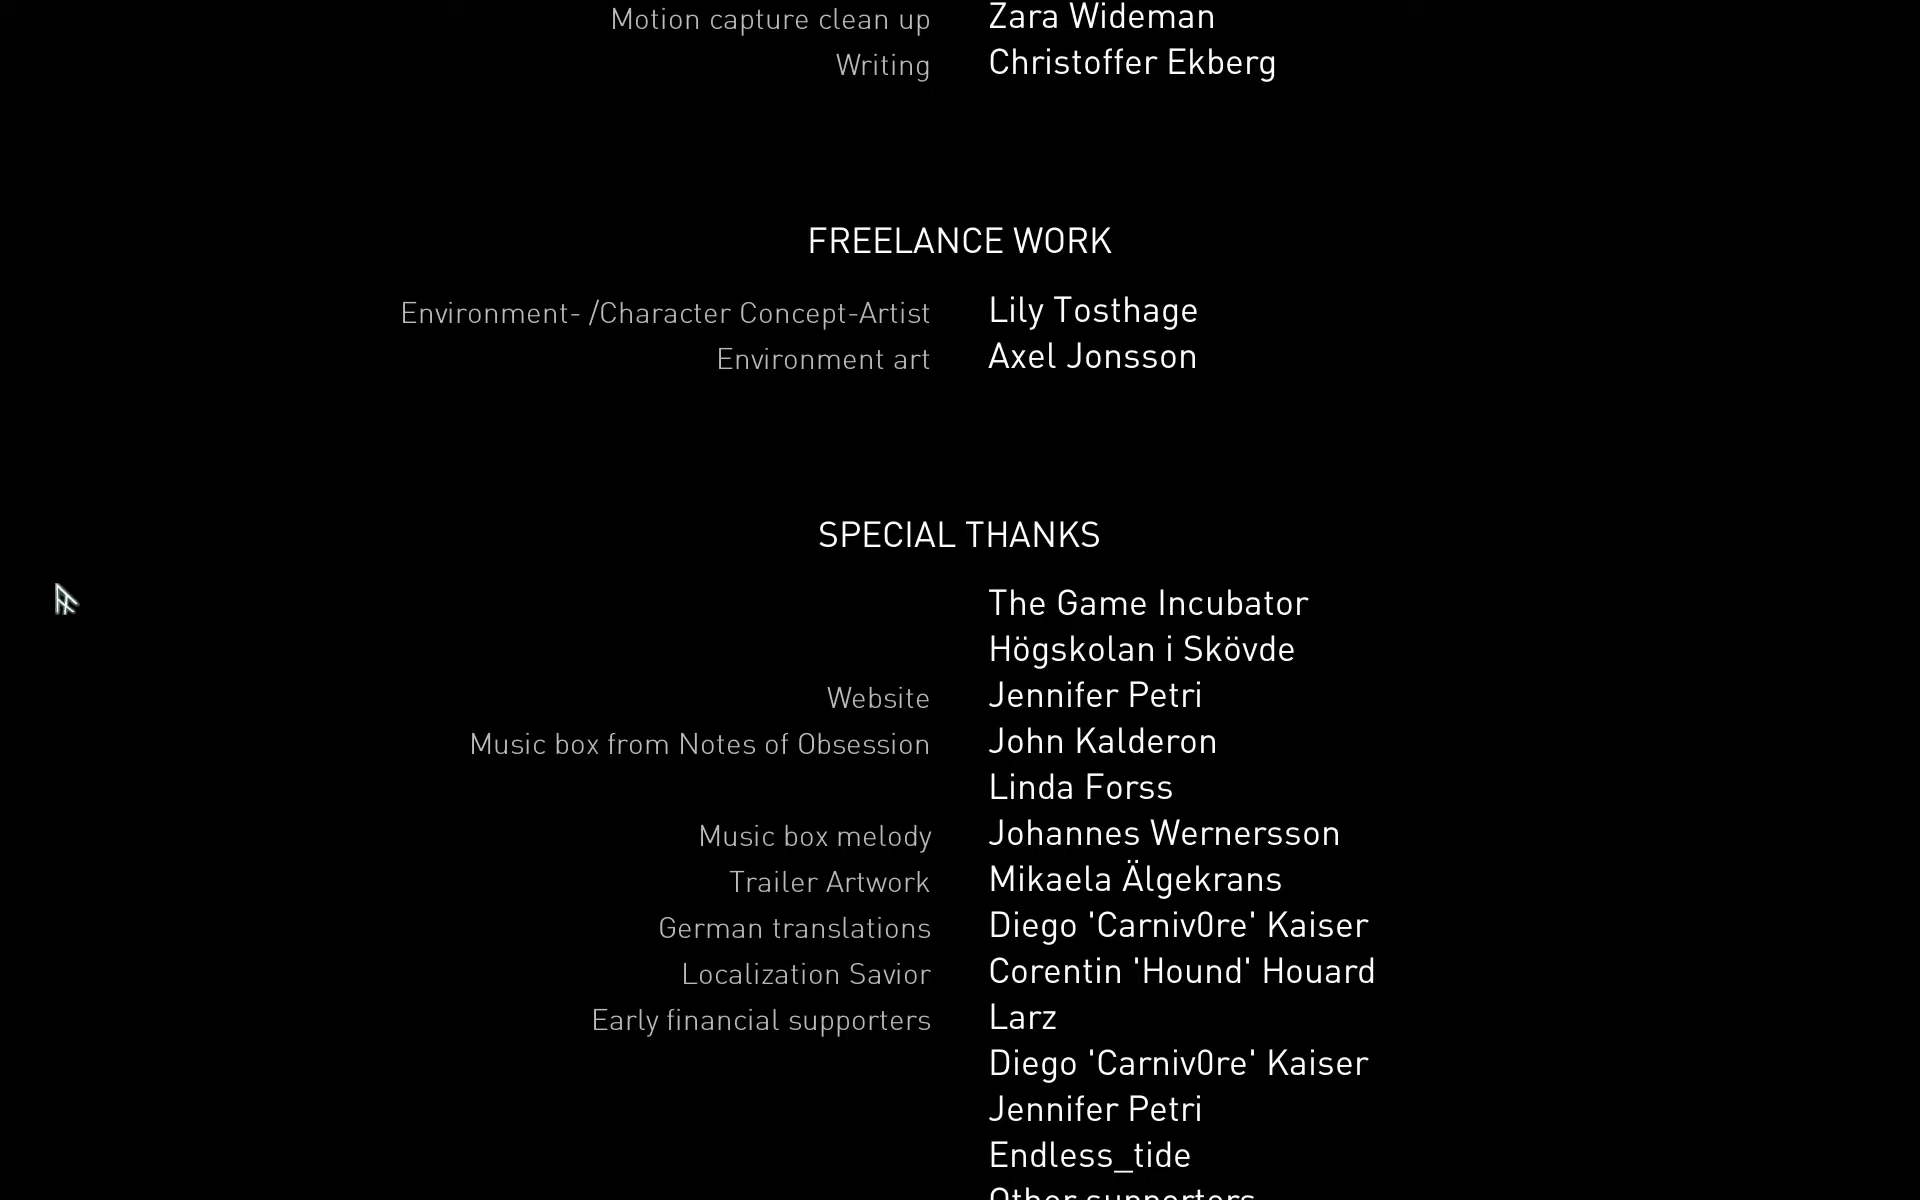 Motion capture clean up Zara Wideman
Writing Christoffer Ekberg
FREELANCE WORK
Environment- /Character Concept-Artist Lily Tosthage
Environment art Axel Jonsson
SPECIAL THANKS
The Game Incubator
Högskolan i Skövde
Website Jennifer Petri
Music box from Notes of Obsession John Kalderon
Linda Forss
Music box melody Johannes Wernersson
Trailer Artwork Mikaela Älgekrans
German translations Diego 'Carniv0re' Kaiser
Localization Savior Corentin 'Hound' Houard
Early financial supporters Larz
Diego 'Carniv0re' Kaiser
Jennifer Petri
Endless_tide
Other supporters